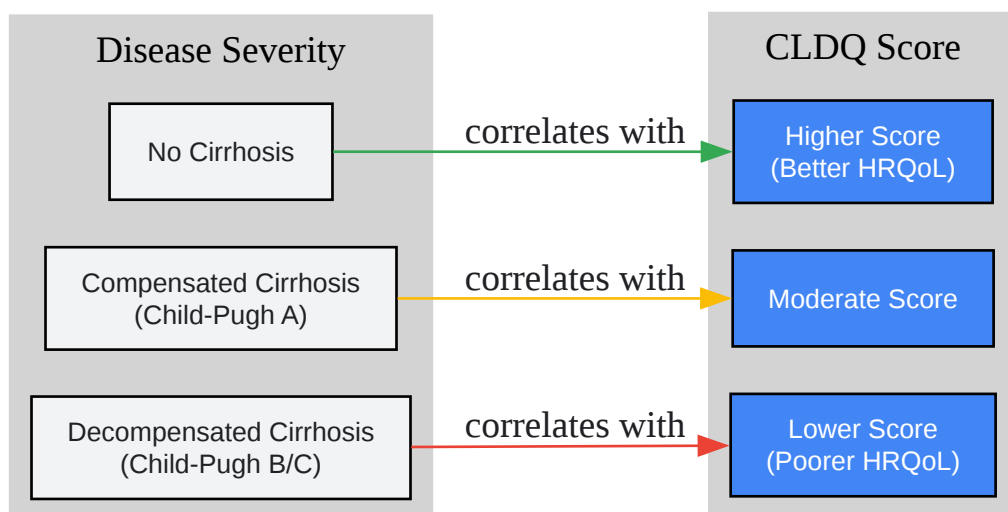 Disease Severity
CLDQ Score
No Cirrhosis
correlates with
Higher Score
(Better HRQoL)
Compensated Cirrhosis
(Child-Pugh A)
correlates with
Moderate Score
Decompensated Cirrhosis
(Child-Pugh B/C)
correlates with
Lower Score
(Poorer HRQoL)